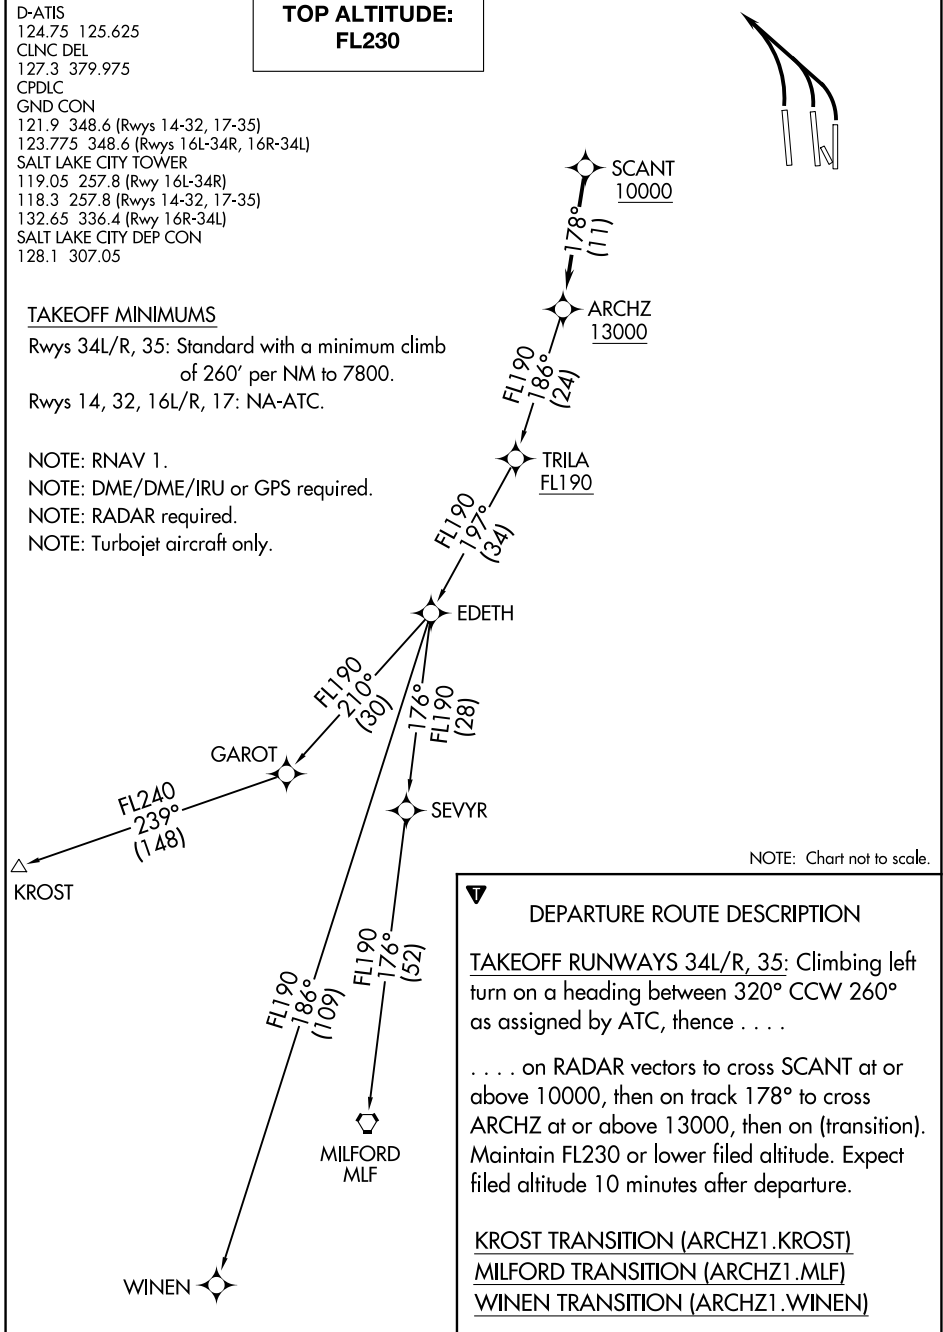 D-ATIS
124.75 125.625
CLNC DEL
127.3 379.975
CPDLC
GND CON
121.9 348.6 (Rwys 14-32, 17-35)
123.775 348.6 (Rwys 16L-34R, 16R-34L)
SALT LAKE CITY TOWER
119.05 257.8 (Rwy 16L-34R)
118.3 257.8 (Rwys 14-32, 17-35)
132.65 336.4 (Rwy 16R-34L)
SALT LAKE CITY DEP CON
128.1 307.05
TOP ALTITUDE:
FL230
TAKEOFF MINIMUMS
Rwys 34L/R, 35: Standard with a minimum climb
of 260' per NM to 7800.
Rwys 14, 32, 16L/R, 17: NA-ATC.
NOTE: RNAV 1.
NOTE: DME/DME/IRU or GPS required.
NOTE: RADAR required.
NOTE: Turbojet aircraft only.
SCANT
10000
178°
(11)
ARCHZ
13000
FL190
186°
(24)
TRILA
FL190
FL190
197°
(34)
EDETH
FL190
210°
(30)
176°
FL190
(28)
GAROT
SEVYR
FL240
239°
(148)
KROST
FL190
186°
(109)
FL190
176°
(52)
MILFORD
MLF
WINEN
NOTE: Chart not to scale.
T
DEPARTURE ROUTE DESCRIPTION
TAKEOFF RUNWAYS 34L/R, 35: Climbing left
turn on a heading between 320° CCW 260°
as assigned by ATC, thence . . . .
. . . . on RADAR vectors to cross SCANT at or
above 10000, then on track 178° to cross
ARCHZ at or above 13000, then on (transition).
Maintain FL230 or lower filed altitude. Expect
filed altitude 10 minutes after departure.
KROST TRANSITION (ARCHZ1.KROST)
MILFORD TRANSITION (ARCHZ1.MLF)
WINEN TRANSITION (ARCHZ1.WINEN)